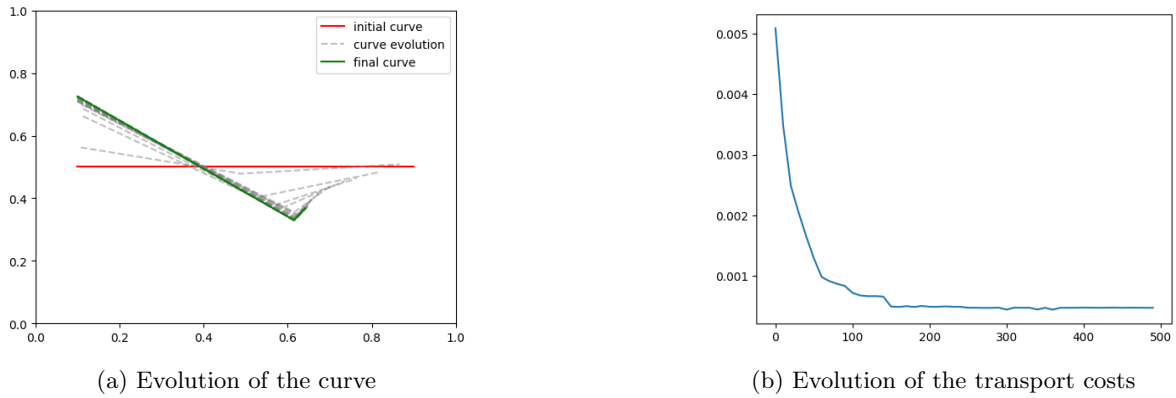 1.0
0.8
0.6
0.4
0.2
0.0
0.0 0.2 0.4 0.6 0.8 1.0
initial curve
curve evolution
final curve
(a) Evolution of the curve
0.005
0.004
0.003
0.002
0.001
0 100 200 300 400 500
(b) Evolution of the transport costs